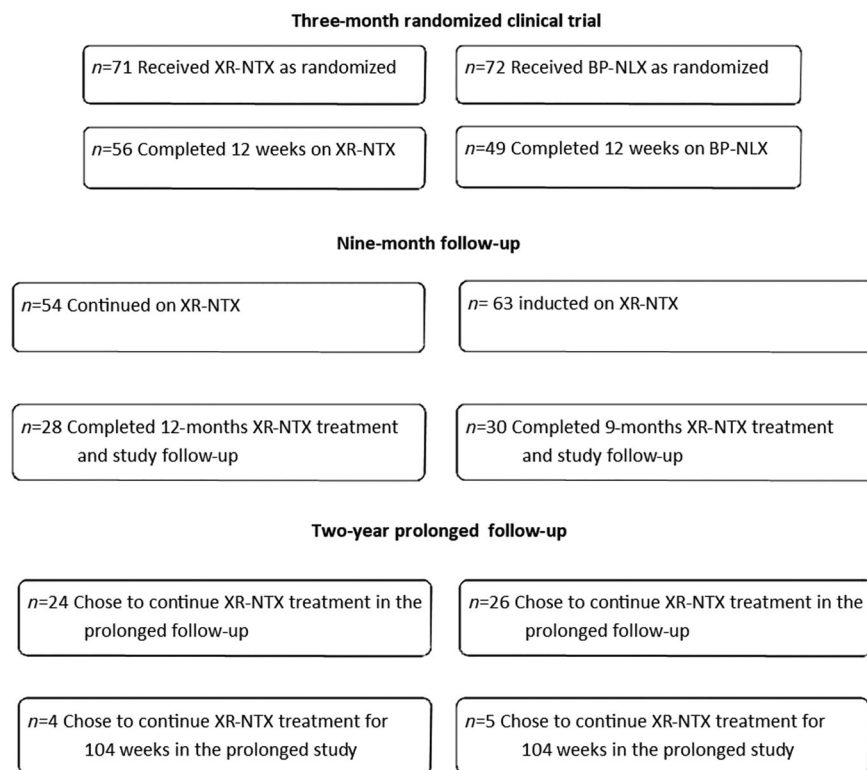 Three-month randomized clinical trial
n=71 Received XR-NTX as randomized
n=72 Received BP-NLX as randomized
n=56 Completed 12 weeks on XR-NTX
n=49 Completed 12 weeks on BP-NLX
Nine-month follow-up
n=54 Continued on XR-NTX
n= 63 inducted on XR-NTX
n=28 Completed 12-months XR-NTX treatment
and study follow-up
n=30 Completed 9-months XR-NTX treatment
and study follow-up
Two-year prolonged follow-up
n=24 Chose to continue XR-NTX treatment in the
prolonged follow-up
n=26 Chose to continue XR-NTX treatment in the
prolonged follow-up
n=4 Chose to continue XR-NTX treatment for
104 weeks in the prolonged study
n=5 Chose to continue XR-NTX treatment for
104 weeks in the prolonged study